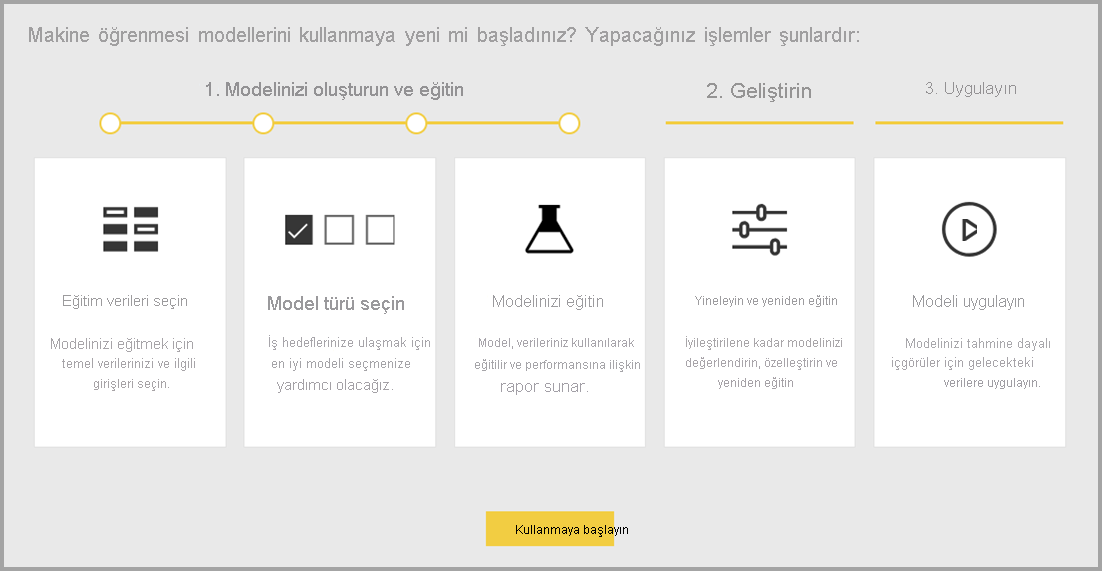 Makine öğrenmesi modellerini kullanmaya yeni mi başladınız? Yapacağınız işlemler şunlardır:
1. Modelinizi oluşturun ve eğitin
2. Geliştirin
3. Uygulayın
Eğitim verileri seçin
Modelinizi eğitmek için
temel verilerinizi ve ilgili
girişleri seçin.
Model türü seçin
İş hedeflerinize ulaşmak için
en iyi modeli seçmenize
yardımcı olacağız.
Modelinizi eğitin
Model, verileriniz kullanılarak
eğitilir ve performansına ilişkin
rapor sunar.
Yineleyin ve yeniden eğitin
İyileştirilene kadar modelinizi
değerlendirin, özelleştirin ve
yeniden eğitin
Modeli uygulayın
Modelinizi tahmine dayalı
içgörüler için gelecekteki
verilere uygulayın.
Kullanmaya başlayın